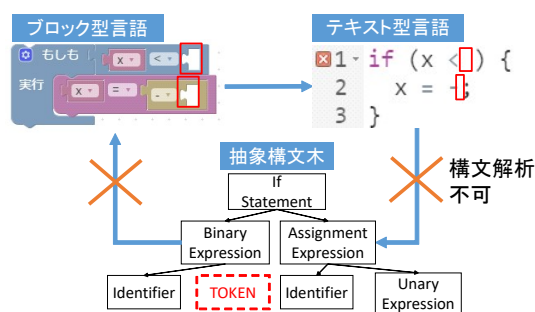 ブロック型言語
テキスト型言語
もしも x < 
実行 x = -
1 if (x < ) {
2 x = -;
3 }
抽象構文木
構文解析
不可
If
Statement
Binary
Expression
Assignment
Expression
Identifier
TOKEN
Identifier
Unary
Expression